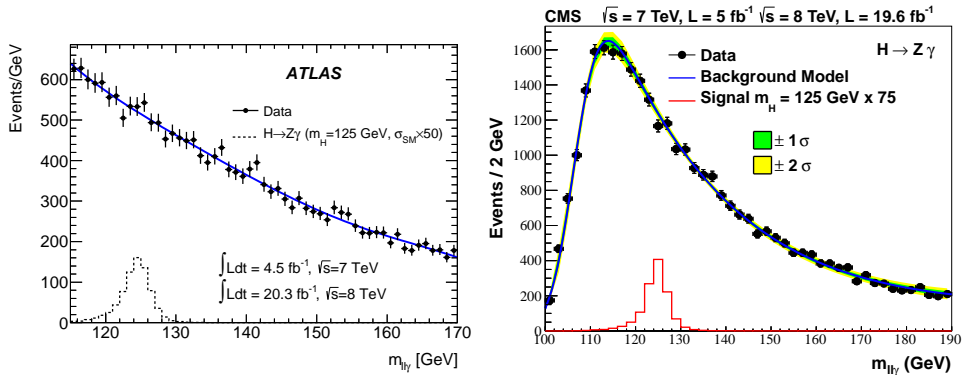 ATLAS
Data
H→Zγ (m_H=125 GeV, σ_SM×50)
∫Ldt = 4.5 fb⁻¹, √s=7 TeV
∫Ldt = 20.3 fb⁻¹, √s=8 TeV
Events/GeV
600
500
400
300
200
100
0
120 130 140 150 160 170
m_llγ [GeV]
CMS √s = 7 TeV, L = 5 fb⁻¹ √s = 8 TeV, L = 19.6 fb⁻¹
H → Z γ
Data
Background Model
Signal m_H = 125 GeV x 75
± 1 σ
± 2 σ
Events / 2 GeV
1600
1400
1200
1000
800
600
400
200
0
100 110 120 130 140 150 160 170 180 190
m_llγ (GeV)